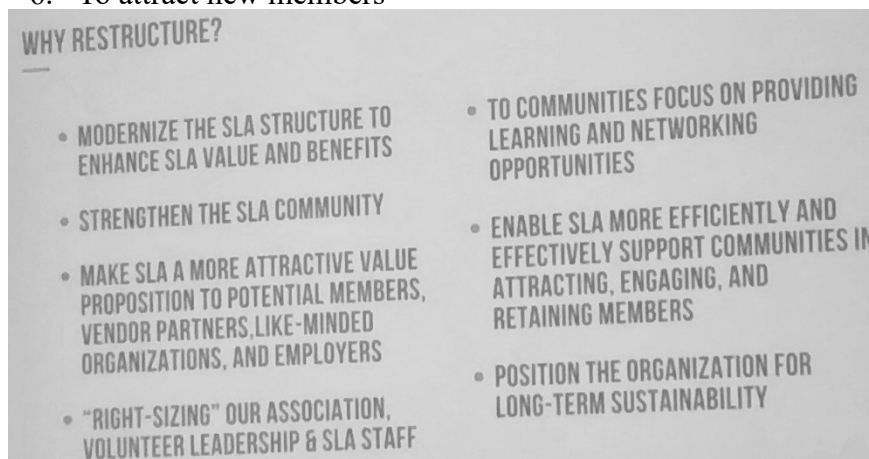 6. To attract new members
WHY RESTRUCTURE?
• MODERNIZE THE SLA STRUCTURE TO
ENHANCE SLA VALUE AND BENEFITS
• STRENGTHEN THE SLA COMMUNITY
• MAKE SLA A MORE ATTRACTIVE VALUE
PROPOSITION TO POTENTIAL MEMBERS,
VENDOR PARTNERS,LIKE-MINDED
ORGANIZATIONS, AND EMPLOYERS
• "RIGHT-SIZING" OUR ASSOCIATION,
VOLUNTEER LEADERSHIP & SLA STAFF
• TO COMMUNITIES FOCUS ON PROVIDING
LEARNING AND NETWORKING
OPPORTUNITIES
• ENABLE SLA MORE EFFICIENTLY AND
EFFECTIVELY SUPPORT COMMUNITIES IN
ATTRACTING, ENGAGING, AND
RETAINING MEMBERS
• POSITION THE ORGANIZATION FOR
LONG-TERM SUSTAINABILITY